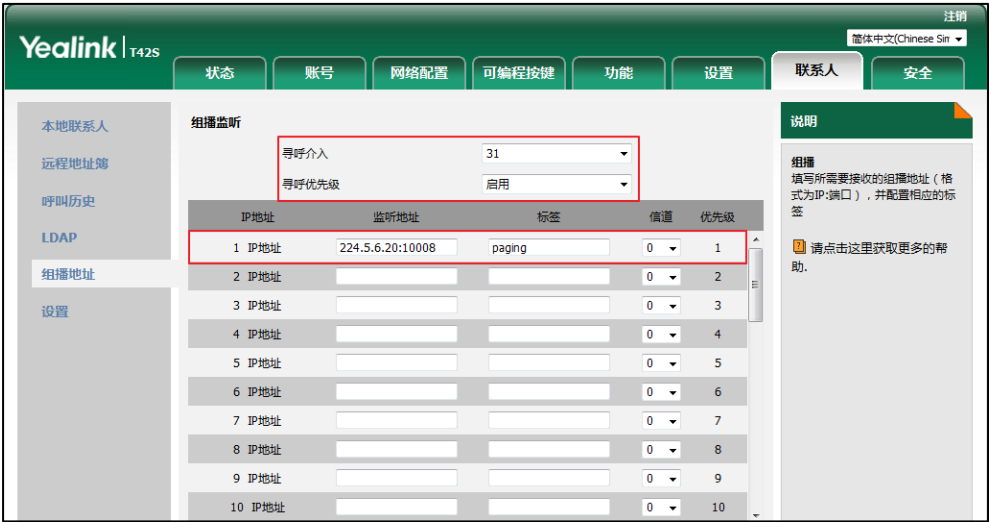 注销
Yealink T42S
简体中文(Chinese Sim
状态 账号 网络配置 可编程按键 功能 设置 联系人 安全
本地联系人
远程地址簿
呼叫历史
LDAP
组播地址
设置
组播监听
寻呼介入 31
寻呼优先级 启用
IP地址 监听地址 标签 信道 优先级
1 IP地址 224.5.6.20:10008 paging 0 1
2 IP地址 0 2
3 IP地址 0 3
4 IP地址 0 4
5 IP地址 0 5
6 IP地址 0 6
7 IP地址 0 7
8 IP地址 0 8
9 IP地址 0 9
10 IP地址 0 10
说明
组播
填写所需要接收的组播地址(格
式为IP:端口),并配置相应的标
签
请点击这里获取更多的帮
助.